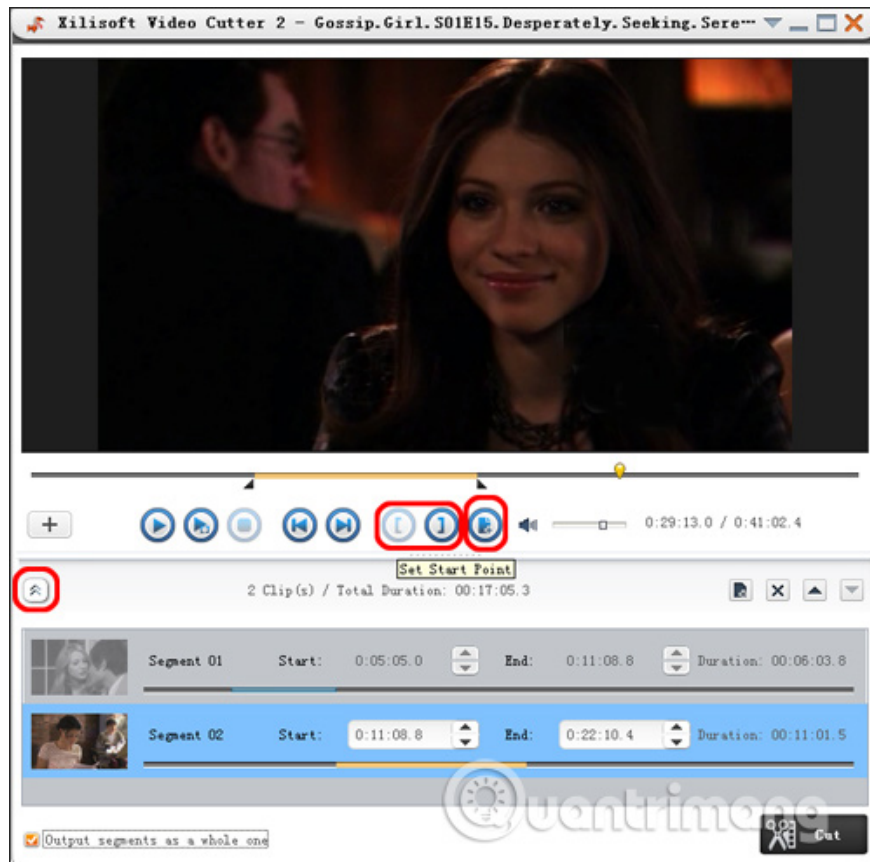 Xilisoft Video Cutter 2 - Gossip.Girl.S01E15.Desperately.Seeking.Sere…
0:29:13.0 / 0:41:02.4
Set Start Point
2 Clip(s) / Total Duration: 00:17:05.3
Segment 01 Start: 0:05:05.0 End: 0:11:08.8 Duration: 00:06:03.8
Segment 02 Start: 0:11:08.8 End: 0:22:10.4 Duration: 00:11:01.5
Quantrimang
Output segments as a whole one
Cut